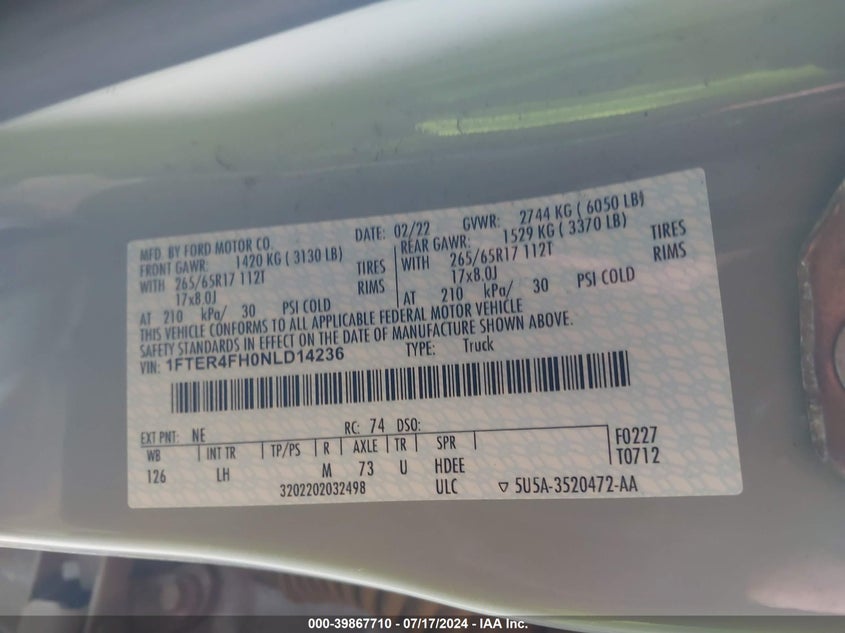 MFD. BY FORD MOTOR CO. DATE: 02/22 GVWR: 2744 KG ( 6050 LB)
FRONT GAWR: 1420 KG ( 3130 LB) REAR GAWR: 1529 KG ( 3370 LB)
WITH 265/65R17 112T TIRES WITH 265/65R17 112T TIRES
17x8.0J RIMS 17x8.0J RIMS
AT 210 kPa/ 30 PSI COLD AT 210 kPa/ 30 PSI COLD
THIS VEHICLE CONFORMS TO ALL APPLICABLE FEDERAL MOTOR VEHICLE
SAFETY STANDARDS IN EFFECT ON THE DATE OF MANUFACTURE SHOWN ABOVE.
VIN: 1FTER4FH0NLD14236 TYPE: Truck
EXT PNT: NE RC: 74 DSO:
WB INT TR TP/PS R AXLE TR SPR F0227
126 LH M 73 U HDEE T0712
3202202032498 ULC ▽ 5U5A-3520472-AA
000-39867710 - 07/17/2024 - IAA Inc.